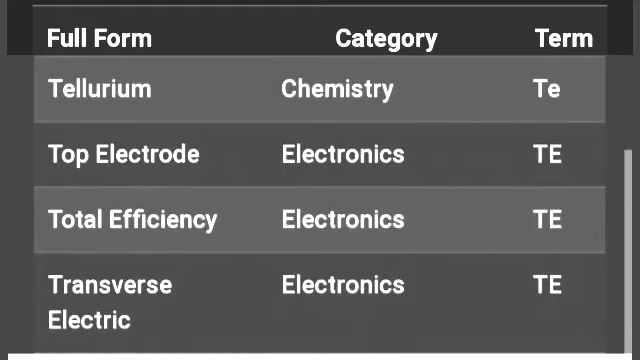 Full Form Category Term
Tellurium Chemistry Te
Top Electrode Electronics TE
Total Efficiency Electronics TE
Transverse Electronics TE
Electric